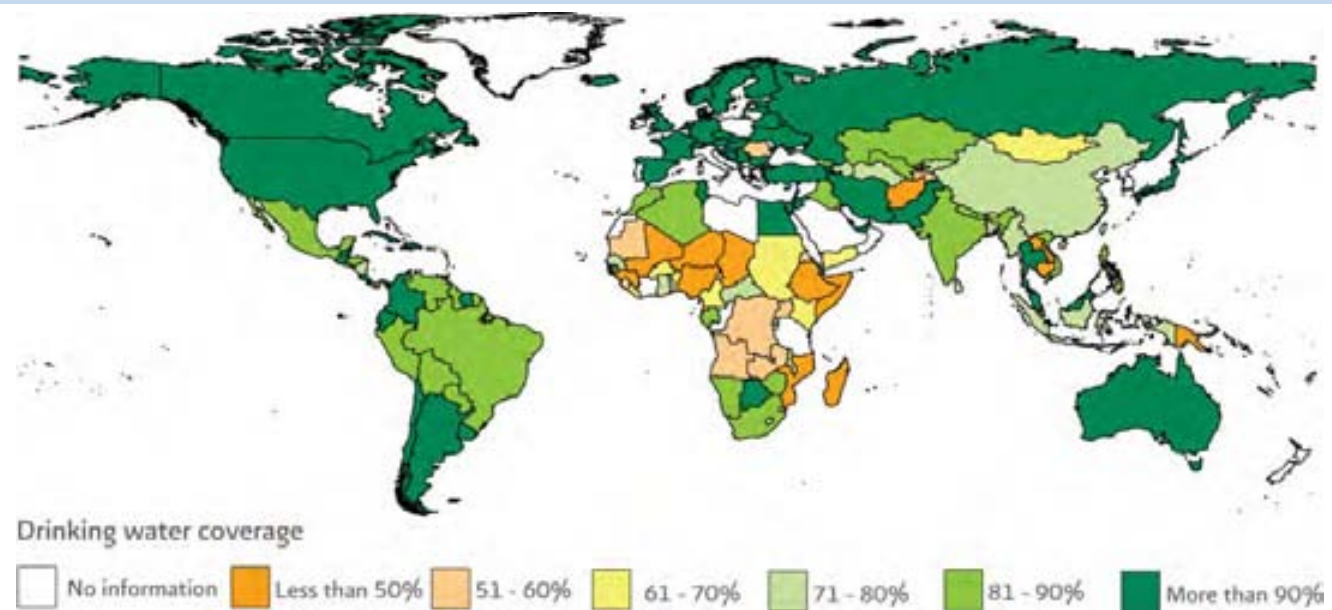 Drinking water coverage
No information Less than 50% 51 - 60% 61 - 70% 71 - 80% 81 - 90% More than 90%